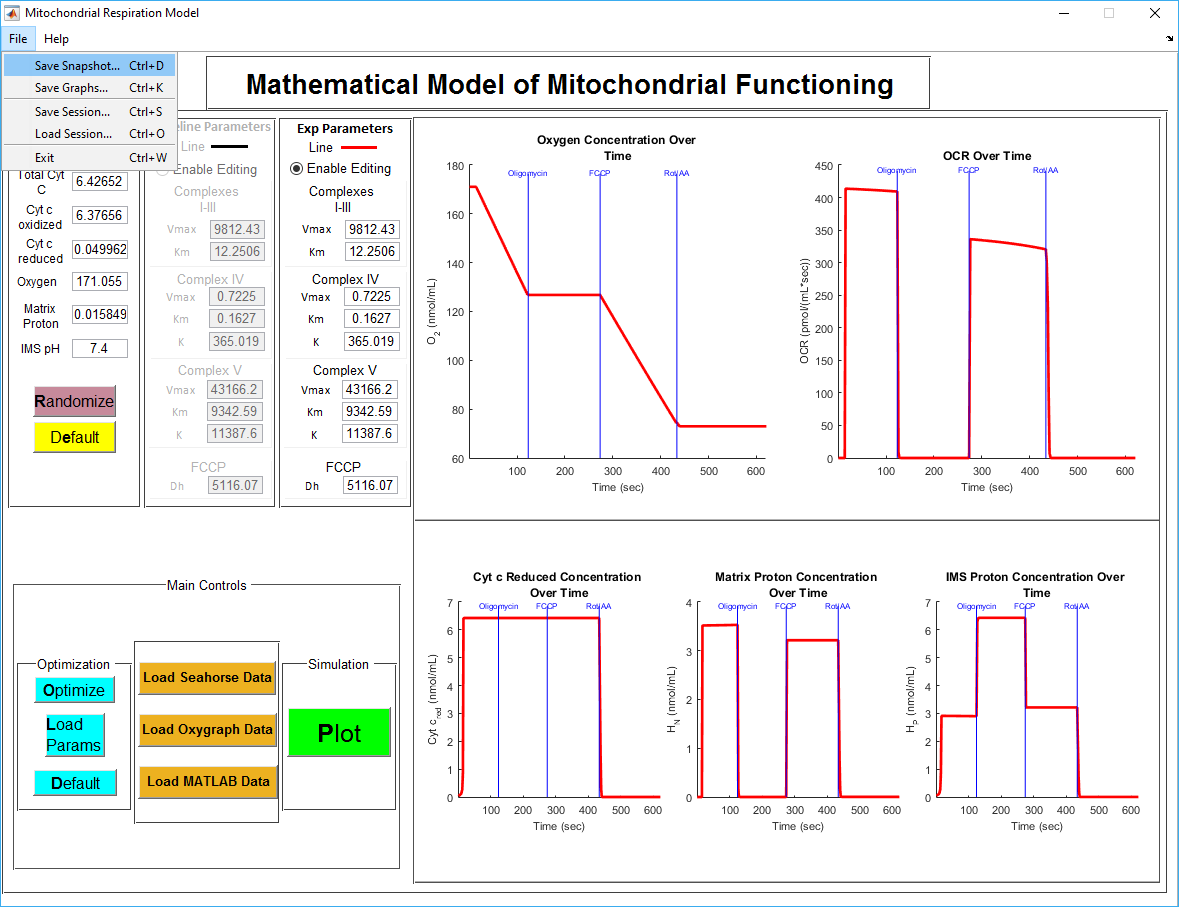 Mitochondrial Respiration Model
File Help
Save Snapshot... Ctrl+D
Save Graphs... Ctrl+K
Save Session... Ctrl+S
Load Session... Ctrl+O
Exit Ctrl+W
Mathematical Model of Mitochondrial Functioning
Total Cyt
C
6.42652
Cyt c
oxidized
6.37656
Cyt c
reduced
0.049962
Oxygen 171.055
Matrix
Proton
0.015849
IMS pH 7.4
Randomize
Default
eline Parameters
Line
Enable Editing
Complexes
I-III
Vmax 9812.43
Km 12.2506
Complex IV
Vmax 0.7225
Km 0.1627
K 365.019
Complex V
Vmax 43166.2
Km 9342.59
K 11387.6
FCCP
Dh 5116.07
Exp Parameters
Line
Enable Editing
Complexes
I-III
Vmax 9812.43
Km 12.2506
Complex IV
Vmax 0.7225
Km 0.1627
K 365.019
Complex V
Vmax 43166.2
Km 9342.59
K 11387.6
FCCP
Dh 5116.07
Oxygen Concentration Over
Time
Oligomycin FCCP Rot/AA
180
160
140
120
100
80
60
O2 (nmol/mL)
100 200 300 400 500 600
Time (sec)
OCR Over Time
Oligomycin FCCP Rot/AA
450
400
350
300
250
200
150
100
50
0
OCR (pmol/(mL*sec))
100 200 300 400 500 600
Time (sec)
Main Controls
Optimization
Optimize
Load
Params
Default
Load Seahorse Data
Load Oxygraph Data
Load MATLAB Data
Simulation
Plot
Cyt c Reduced Concentration
Over Time
Oligomycin FCCP Rot/AA
7
6
5
4
3
2
1
0
Cyt c red (nmol/mL)
100 200 300 400 500 600
Time (sec)
Matrix Proton Concentration
Over Time
Oligomycin FCCP Rot/AA
4
3
2
1
0
HN (nmol/mL)
100 200 300 400 500 600
Time (sec)
IMS Proton Concentration Over
Time
Oligomycin FCCP Rot/AA
7
6
5
4
3
2
1
0
HP (nmol/mL)
100 200 300 400 500 600
Time (sec)